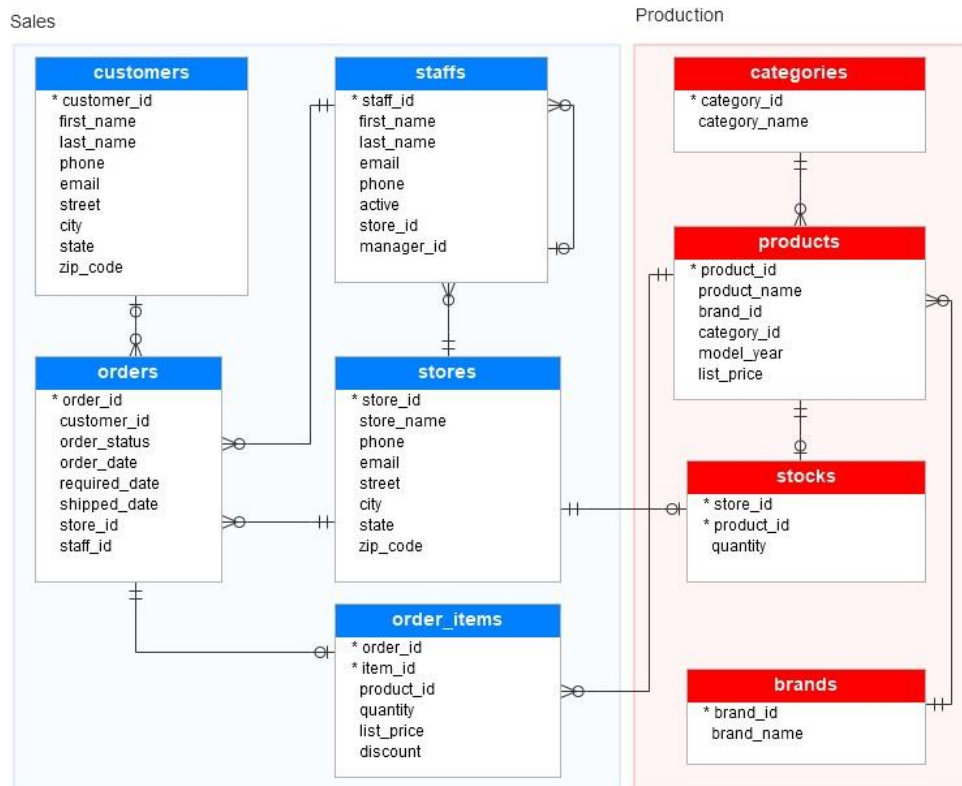 Sales
customers
* customer_id
first_name
last_name
phone
email
street
city
state
zip_code
staffs
* staff_id
first_name
last_name
email
phone
active
store_id
manager_id
orders
* order_id
customer_id
order_status
order_date
required_date
shipped_date
store_id
staff_id
stores
* store_id
store_name
phone
email
street
city
state
zip_code
order_items
* order_id
* item_id
product_id
quantity
list_price
discount
Production
categories
* category_id
category_name
products
* product_id
product_name
brand_id
category_id
model_year
list_price
stocks
* store_id
* product_id
quantity
brands
* brand_id
brand_name